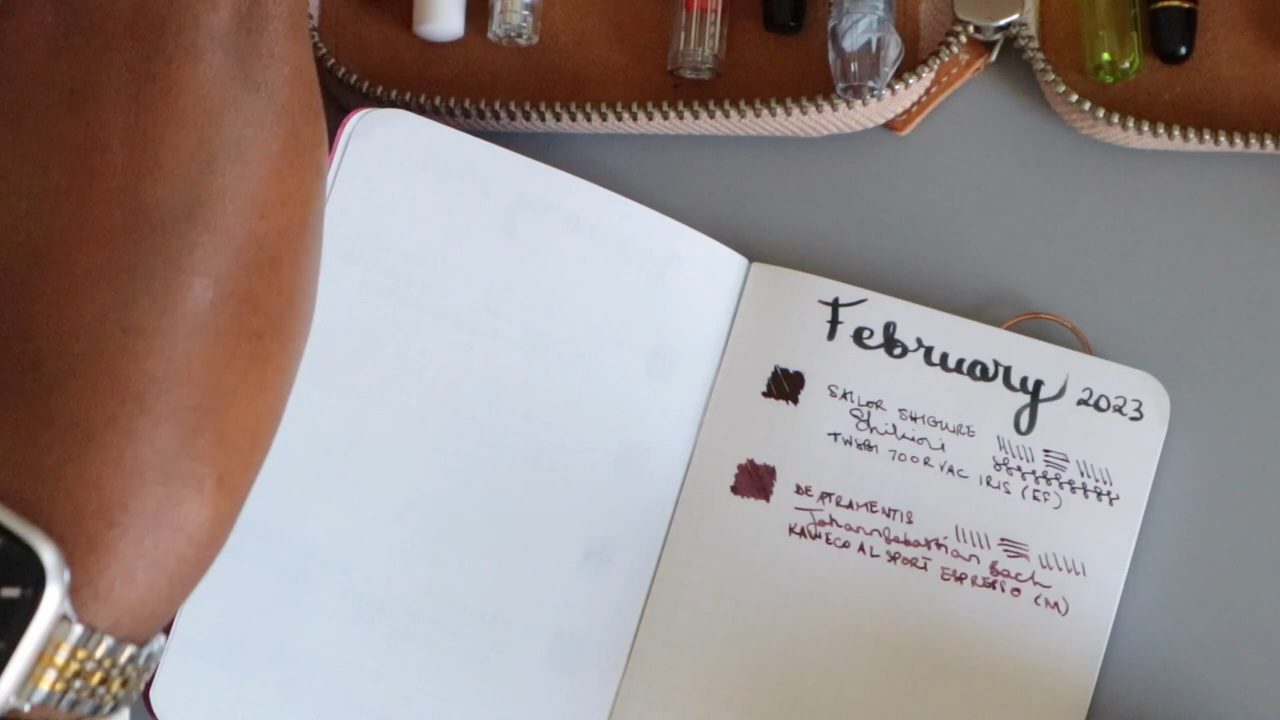 February 2023
SAILOR SHIGURE
Shikiori
TWSBI 700R VAC IRIS (EF)
DE ATRAMENTIS
Johann Sebastian Bach
KAWECO AL SPORT ESPRESSO (M)